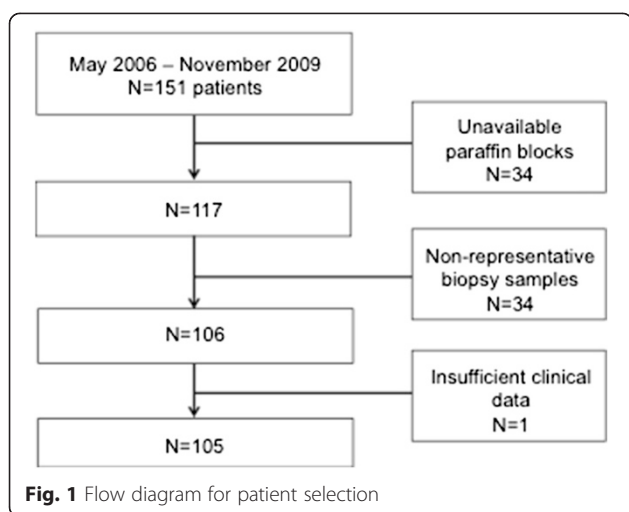 May 2006 – November 2009
N=151 patients
Unavailable
paraffin blocks
N=34
N=117
Non-representative
biopsy samples
N=34
N=106
Insufficient clinical
data
N=1
N=105
Fig. 1 Flow diagram for patient selection